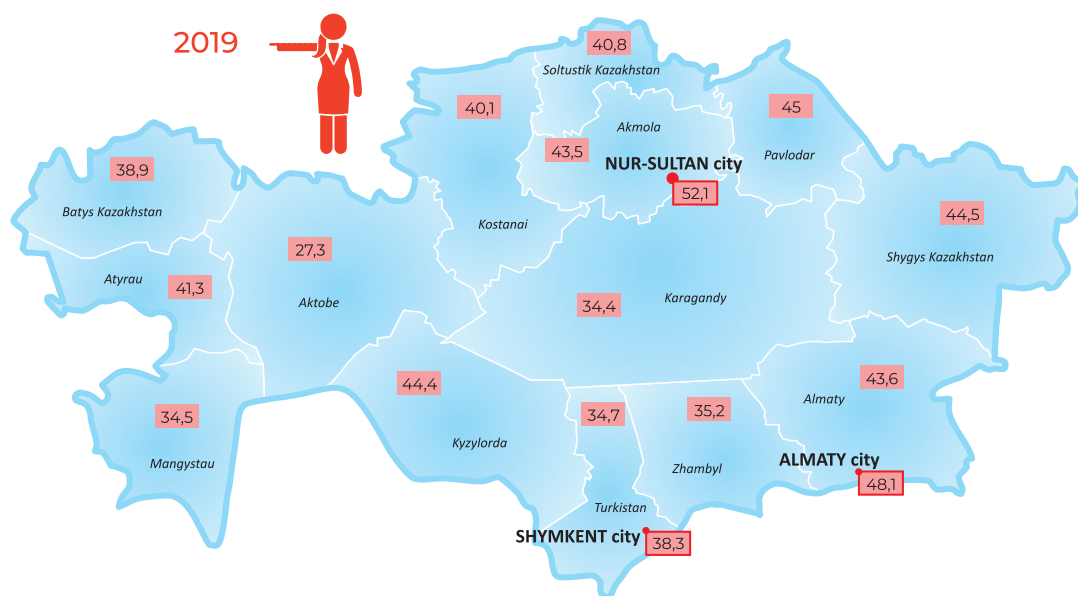 2019
40,8
Soltustik Kazakhstan
40,1
45
Akmola
43,5
Pavlodar
NUR-SULTAN city
52,1
38,9
Batys Kazakhstan
Kostanai
44,5
Shygys Kazakhstan
27,3
Atyrau
41,3
Aktobe
34,4
Karagandy
44,4
Kyzylorda
43,6
Almaty
34,5
Mangystau
34,7
35,2
Zhambyl
ALMATY city
48,1
Turkistan
SHYMKENT city
38,3